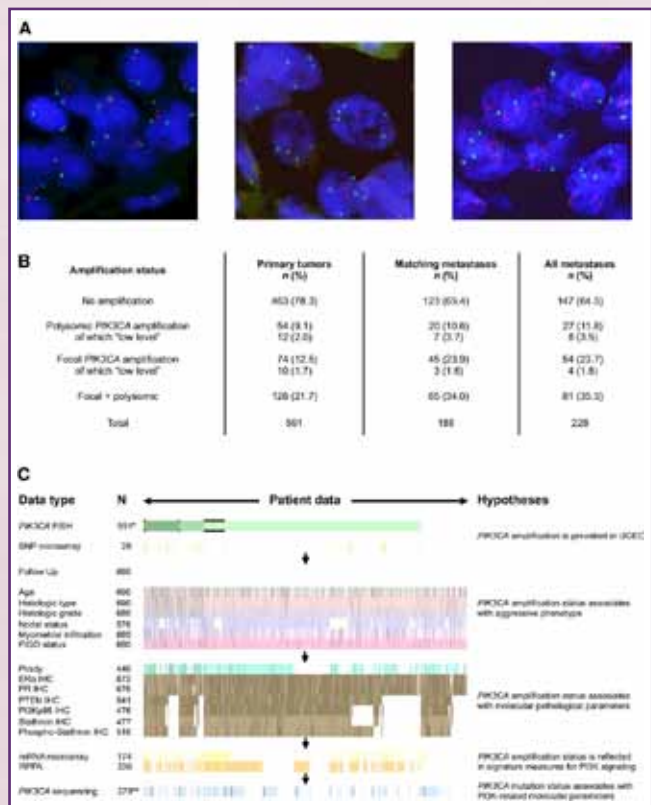 A
B
Amplification status
Primary tumors
n (%)
Matching metastases
n (%)
All metastases
n (%)
No amplification
463 (78.3)
123 (65.4)
147 (64.5)
Polysomic PIK3CA amplification
of which "low level"
54 (9.1)
12 (2.0)
20 (10.6)
7 (3.7)
27 (11.8)
8 (3.5)
Focal PIK3CA amplification
of which "low level"
74 (12.5)
10 (1.7)
45 (23.9)
3 (1.6)
54 (23.7)
4 (1.8)
Focal + polysomic
128 (21.7)
65 (34.6)
81 (35.5)
Total
591
188
228
C
Data type
N
Patient data
Hypotheses
PIK3CA FISH
PIK3CA amplification is prevalent in
SNP microarray
Follow Up
Age
Histologic type
Histologic grade
Nodal status
Myometrial infiltration
FIGO status
PIK3CA amplification status associates
with aggressive phenotype
Ploidy
ERα IHC
PR IHC
PTEN IHC
Stathmin IHC
477
Phospho-Stathmin IHC
PIK3CA amplification status associates
with molecular pathological parameters
mRNA microarray
RPPA
PIK3CA amplification status is reflected
in signature measures for PI3K signaling
PIK3CA sequencing
PIK3CA mutation status associates with
PI3K-related molecular parameters